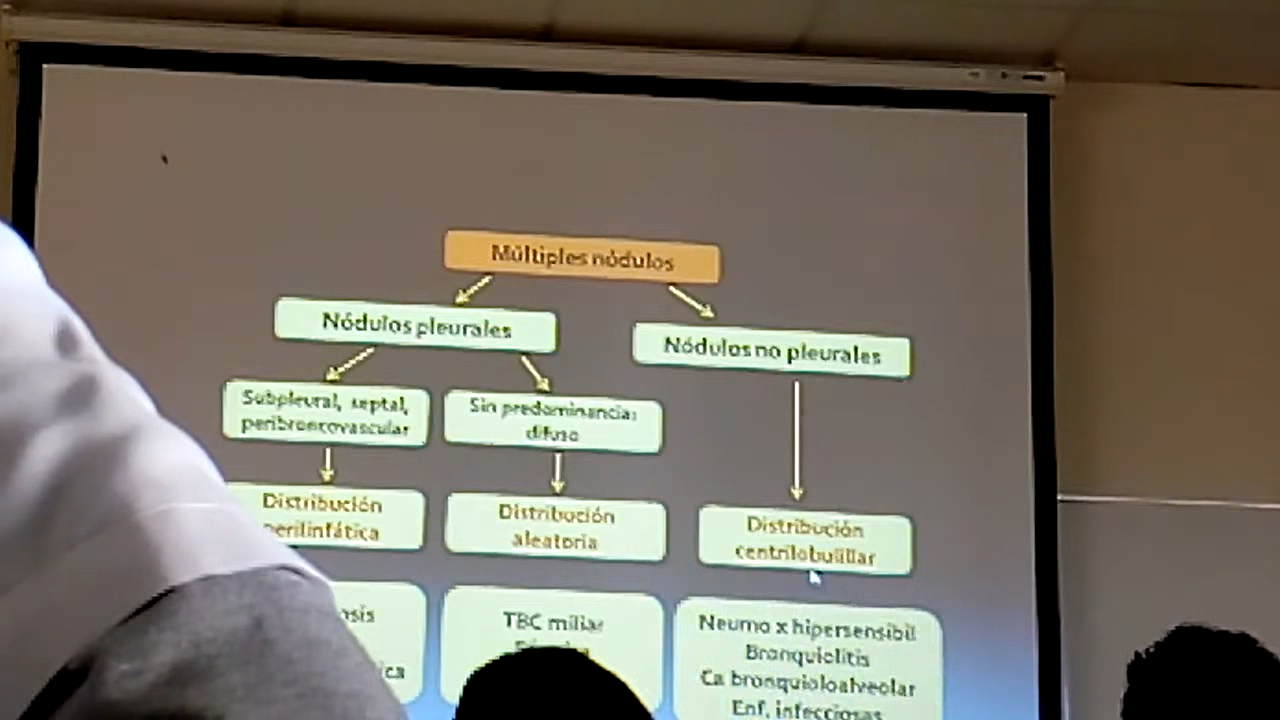 Múltiples nódulos
Nódulos pleurales
Nódulos no pleurales
Subpleural, septal,
peribroncovascular
Sin predominancia:
difuso
Distribución
perilinfática
Distribución
aleatoria
Distribución
centrilobulillar
TBC miliar
Neumo x hipersensibil
Bronquiolitis
Ca bronquioloalveolar
Enf. infecciosas